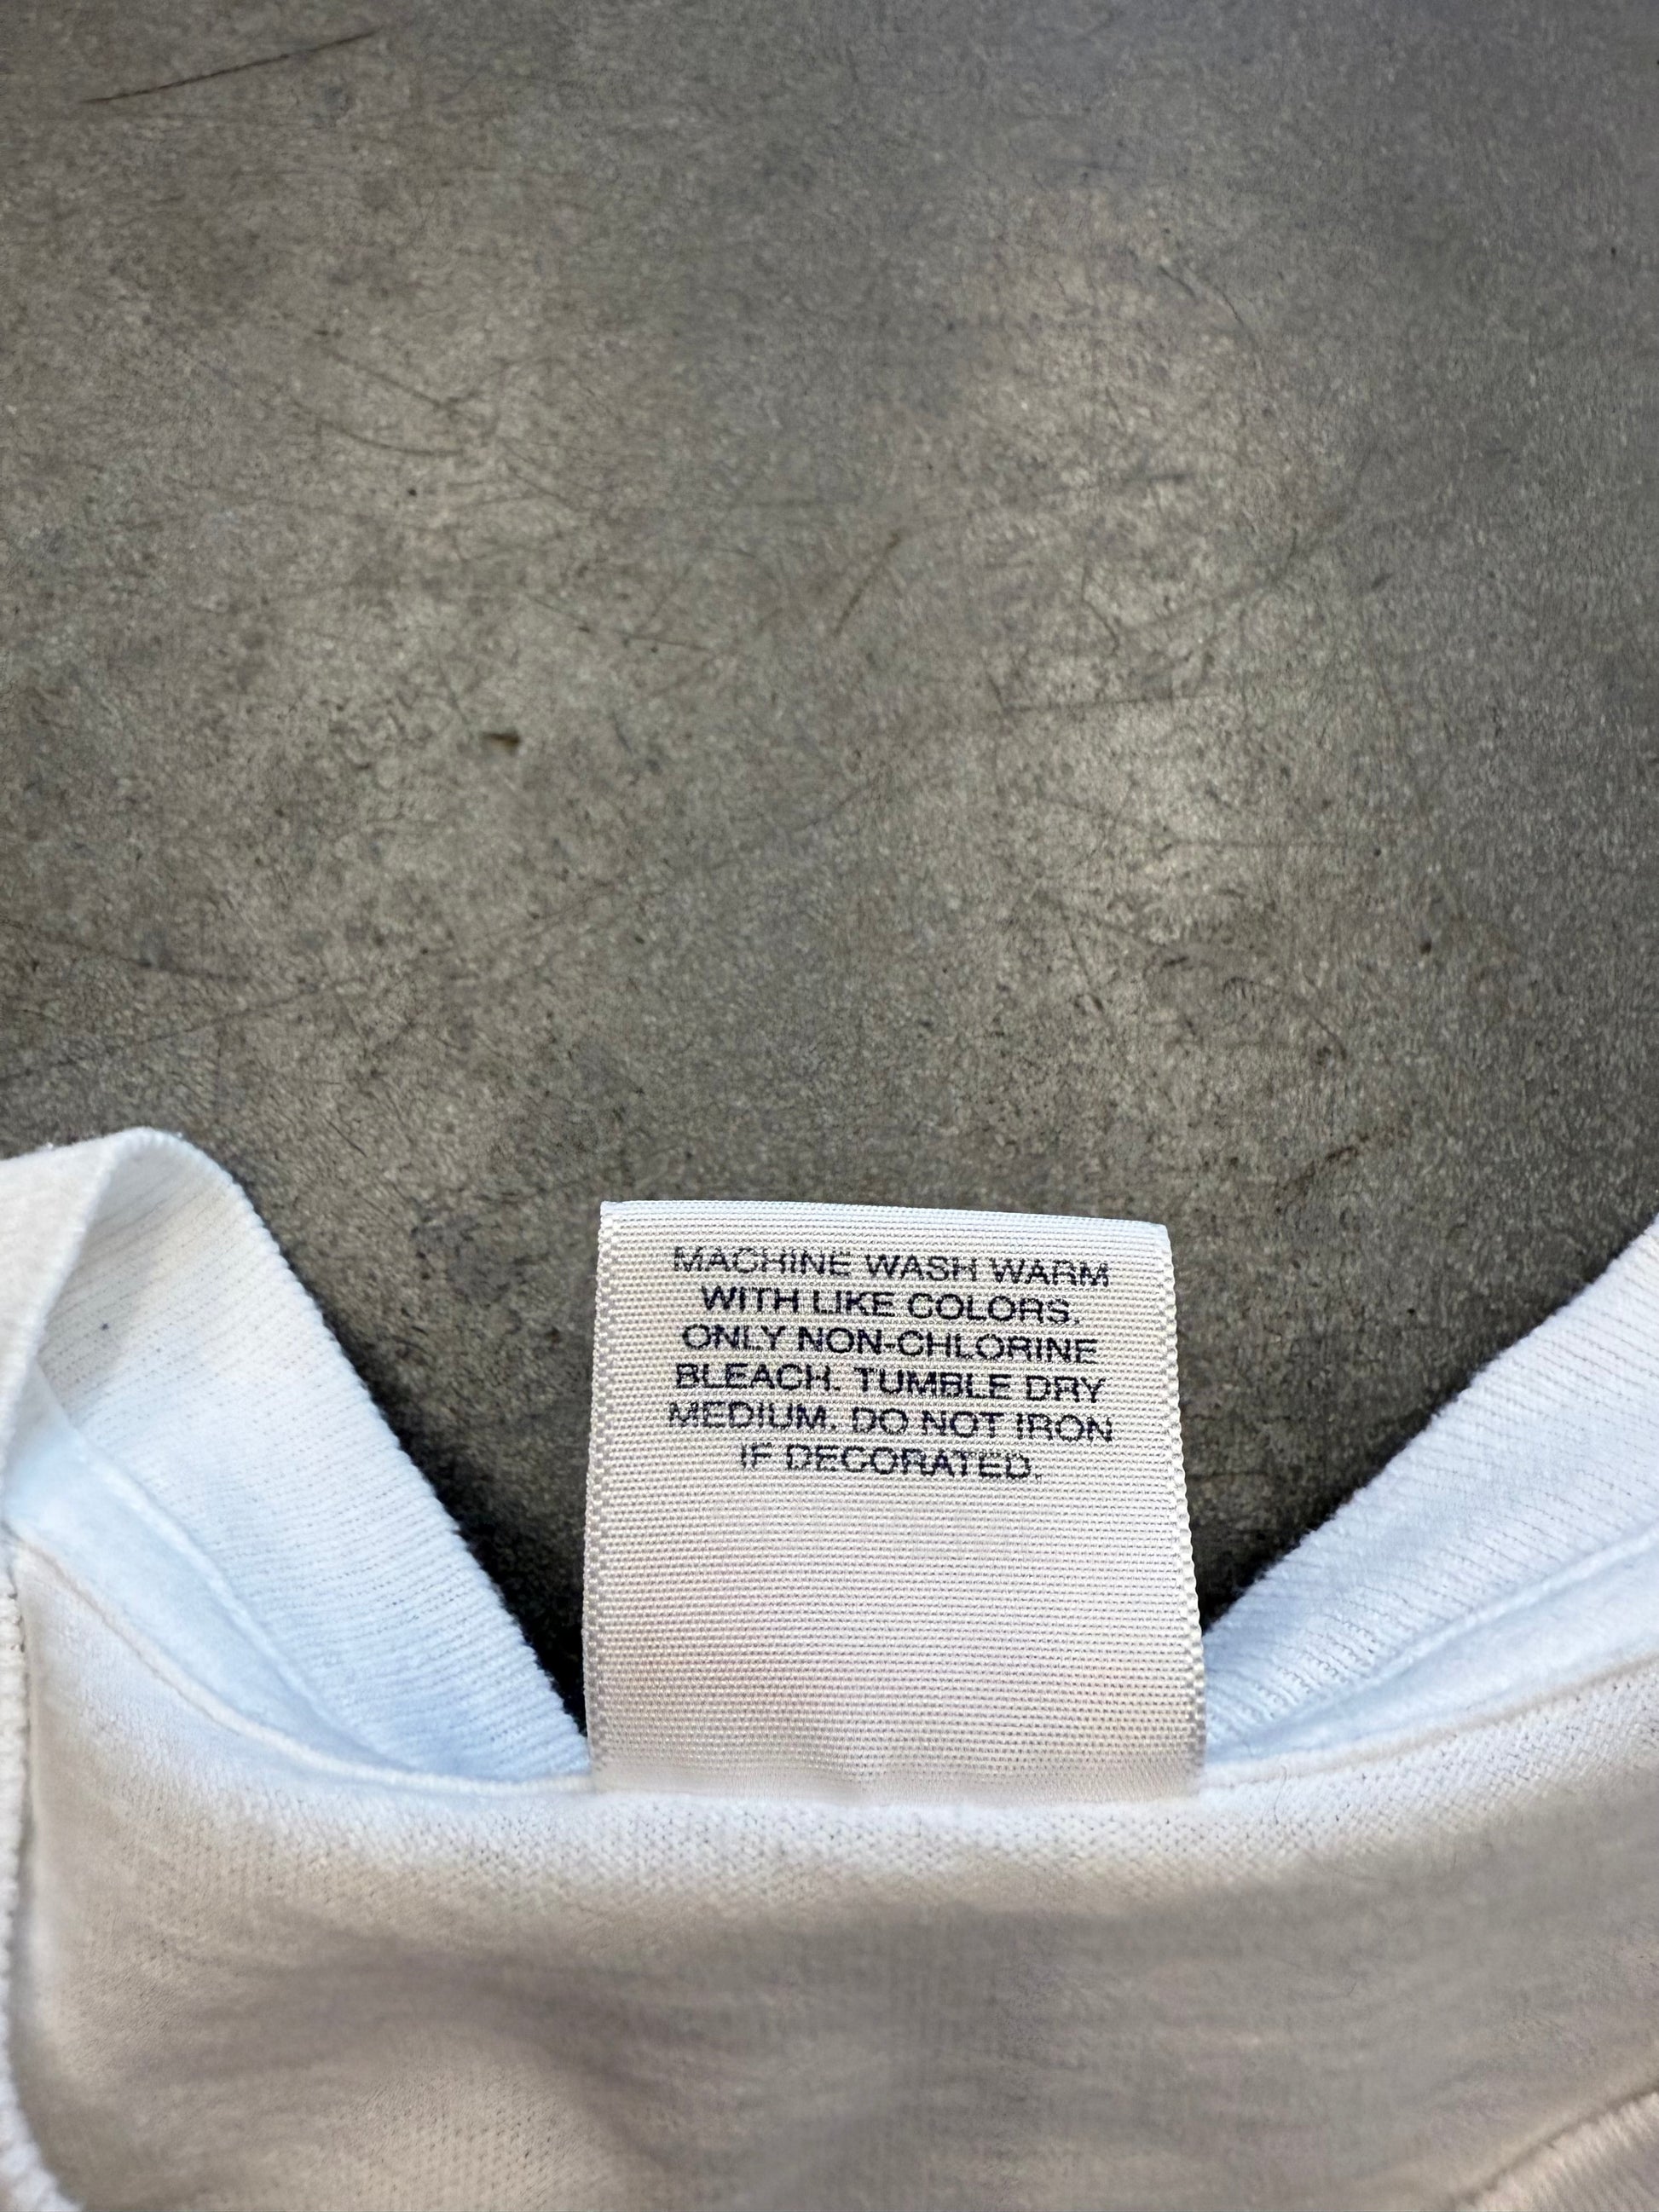 MACHINE WASH WARM
WITH LIKE COLORS.
ONLY NON-CHLORINE
BLEACH. TUMBLE DRY
MEDIUM. DO NOT IRON
IF DECORATED.